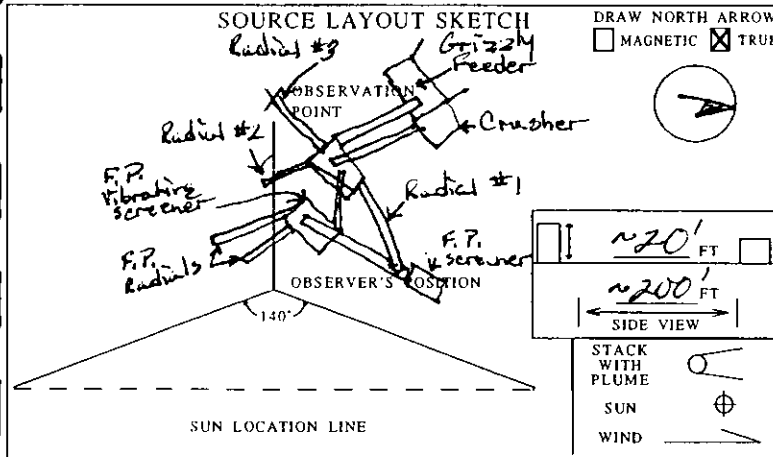 SOURCE LAYOUT SKETCH
DRAW NORTH ARROW
MAGNETIC X TRUE
Radial #3
Grizzly
Feeder
X OBSERVATION
POINT
Radial #2
Crusher
F.P.
Vibrating
Screener
Radial #1
F.P.
Screener
F.P.
Radials
OBSERVER'S POSITION
140°
SUN LOCATION LINE
~20' FT
~200' FT
SIDE VIEW
STACK
WITH
PLUME
SUN
WIND